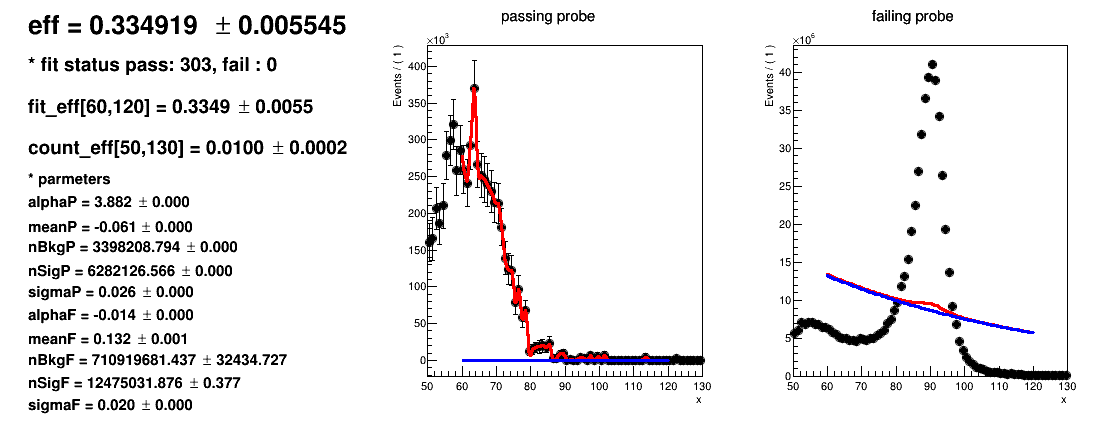 eff = 0.334919 ± 0.005545
* fit status pass: 303, fail : 0
fit_eff[60,120] = 0.3349 ± 0.0055
count_eff[50,130] = 0.0100 ± 0.0002
* parmeters
alphaP = 3.882 ± 0.000
meanP = -0.061 ± 0.000
nBkgP = 3398208.794 ± 0.000
nSigP = 6282126.566 ± 0.000
sigmaP = 0.026 ± 0.000
alphaF = -0.014 ± 0.000
meanF = 0.132 ± 0.001
nBkgF = 710919681.437 ± 32434.727
nSigF = 12475031.876 ± 0.377
sigmaF = 0.020 ± 0.000
passing probe
×10³
Events / ( 1 )
400
350
300
250
200
150
100
50
0
50 60 70 80 90 100 110 120 130
x
failing probe
×10⁶
Events / ( 1 )
40
35
30
25
20
15
10
5
0
50 60 70 80 90 100 110 120 130
x